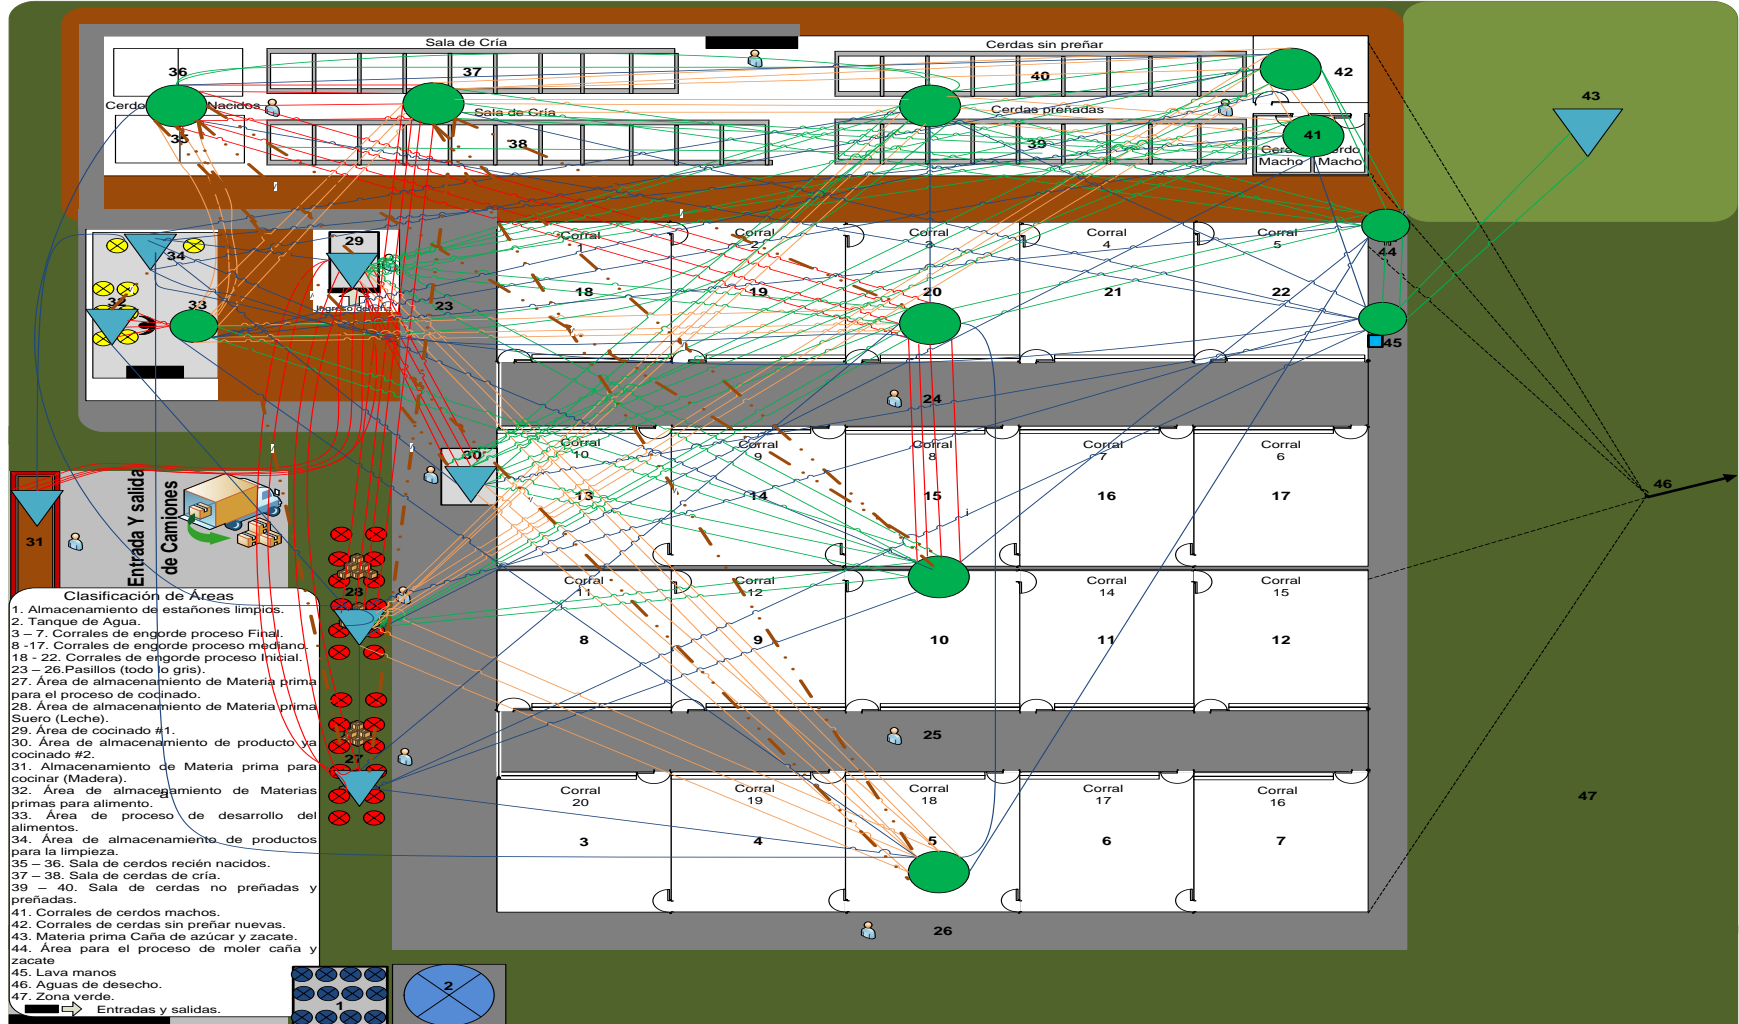 Sala de Cría
Cerdas sin preñar
36
37
40
42
43
Cerdo
Nacidos
Sala de Cría
Cerdas preñadas
35
38
39
41
Macho
Macho
29
34
44
Corral
1
Corral
2
Corral
3
Corral
4
Corral
5
32
33
23
18
19
20
21
22
45
24
30
Corral
10
Corral
9
Corral
8
Corral
7
Corral
6
46
13
14
15
16
17
31
Entrada Y salida
de Camiones
28
Corral
11
Corral
12
Corral
14
Corral
15
8
9
10
11
12
25
27
47
Corral
20
Corral
19
Corral
18
Corral
17
Corral
16
3
4
5
6
7
26
1
2
Clasificación de Áreas
1. Almacenamiento de estañones limpios.
2. Tanque de Agua.
3 – 7. Corrales de engorde proceso Final.
8 -17. Corrales de engorde proceso mediano.
18 - 22. Corrales de engorde proceso Inicial.
23 – 26.Pasillos (todo lo gris).
27. Área de almacenamiento de Materia prima
para el proceso de cocinado.
28. Área de almacenamiento de Materia prima
Suero (Leche).
29. Área de cocinado #1.
30. Área de almacenamiento de producto ya
cocinado #2.
31. Almacenamiento de Materia prima para
cocinar (Madera).
32. Área de almacenamiento de Materias
primas para alimento.
33. Área de proceso de desarrollo del
alimentos.
34. Área de almacenamiento de productos
para la limpieza.
35 – 36. Sala de cerdos recién nacidos.
37 – 38. Sala de cerdas de cría.
39 – 40. Sala de cerdas no preñadas y
preñadas.
41. Corrales de cerdos machos.
42. Corrales de cerdas sin preñar nuevas.
43. Materia prima Caña de azúcar y zacate.
44. Área para el proceso de moler caña y
zacate
45. Lava manos
46. Aguas de desecho.
47. Zona verde.
Entradas y salidas.